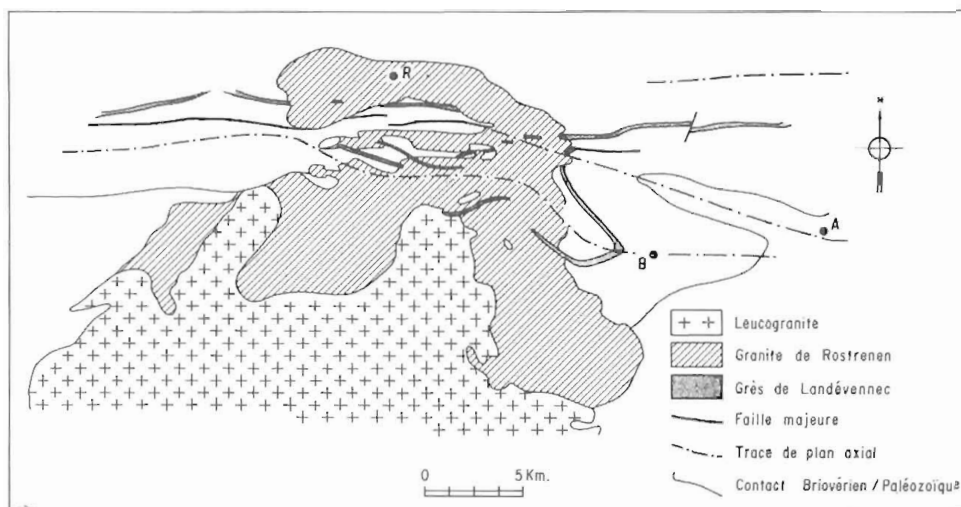 R
N
A
B
Leucogranite
Granite de Rostrenen
Grès de Landévennec
Faille majeure
Trace de plan axial
Contact Briovérien / Paléozoïque
0 5 Km.